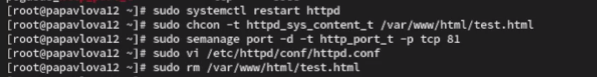 [root@papavlova12 ~]# sudo systemctl restart httpd
[root@papavlova12 ~]# sudo chcon -t httpd_sys_content_t /var/www/html/test.html
[root@papavlova12 ~]# sudo semanage port -d -t http_port_t -p tcp 81
[root@papavlova12 ~]# sudo vi /etc/httpd/conf/httpd.conf
[root@papavlova12 ~]# sudo rm /var/www/html/test.html